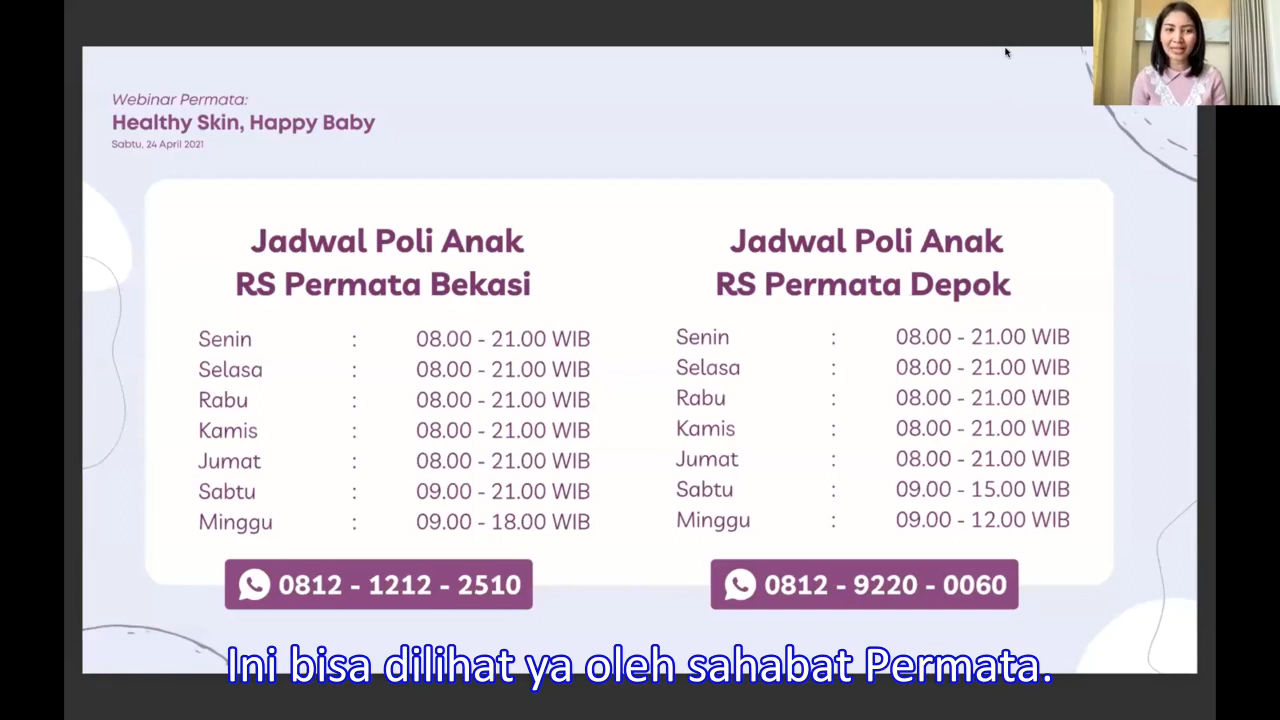 Webinar Permata:
Healthy Skin, Happy Baby
Sabtu, 24 April 2021
Jadwal Poli Anak
RS Permata Bekasi
Senin : 08.00 - 21.00 WIB
Selasa : 08.00 - 21.00 WIB
Rabu : 08.00 - 21.00 WIB
Kamis : 08.00 - 21.00 WIB
Jumat : 08.00 - 21.00 WIB
Sabtu : 09.00 - 21.00 WIB
Minggu : 09.00 - 18.00 WIB
0812 - 1212 - 2510
Jadwal Poli Anak
RS Permata Depok
Senin : 08.00 - 21.00 WIB
Selasa : 08.00 - 21.00 WIB
Rabu : 08.00 - 21.00 WIB
Kamis : 08.00 - 21.00 WIB
Jumat : 08.00 - 21.00 WIB
Sabtu : 09.00 - 15.00 WIB
Minggu : 09.00 - 12.00 WIB
0812 - 9220 - 0060
Ini bisa dilihat ya oleh sahabat Permata.